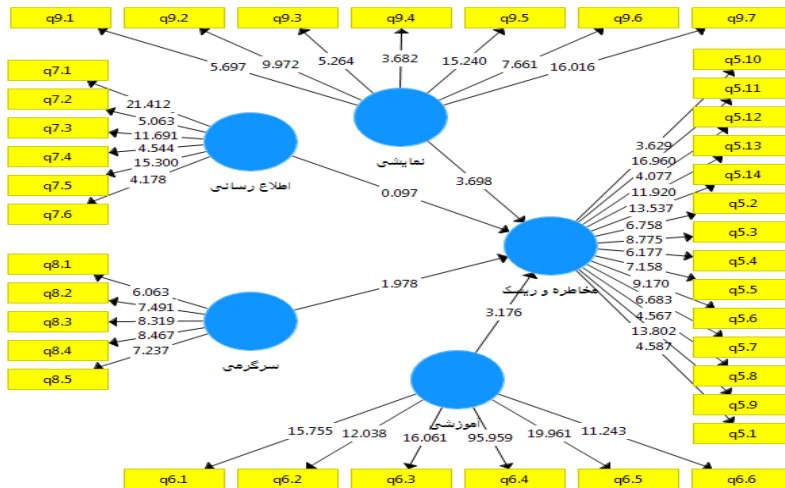 q9.1
q9.2
q9.3
q9.4
q9.5
q9.6
q9.7
5.697
9.972
5.264
3.682
15.240
7.661
16.016
q7.1
q7.2
q7.3
q7.4
q7.5
q7.6
21.412
5.063
11.691
4.544
15.300
4.178
اطلاع رسانی
نمایشی
0.097
3.698
q5.10
q5.11
q5.12
q5.13
q5.14
q5.2
q5.3
q5.4
q5.5
q5.6
q5.7
q5.8
q5.9
q5.1
3.629
16.960
4.077
11.920
13.537
6.758
8.775
6.177
7.158
9.170
6.683
4.567
13.802
4.587
مخاطره و ریسک
q8.1
q8.2
q8.3
q8.4
q8.5
6.063
7.491
8.319
8.467
7.237
سرگرمی
1.978
3.176
آموزشی
15.755
12.038
16.061
95.959
19.961
11.243
q6.1
q6.2
q6.3
q6.4
q6.5
q6.6